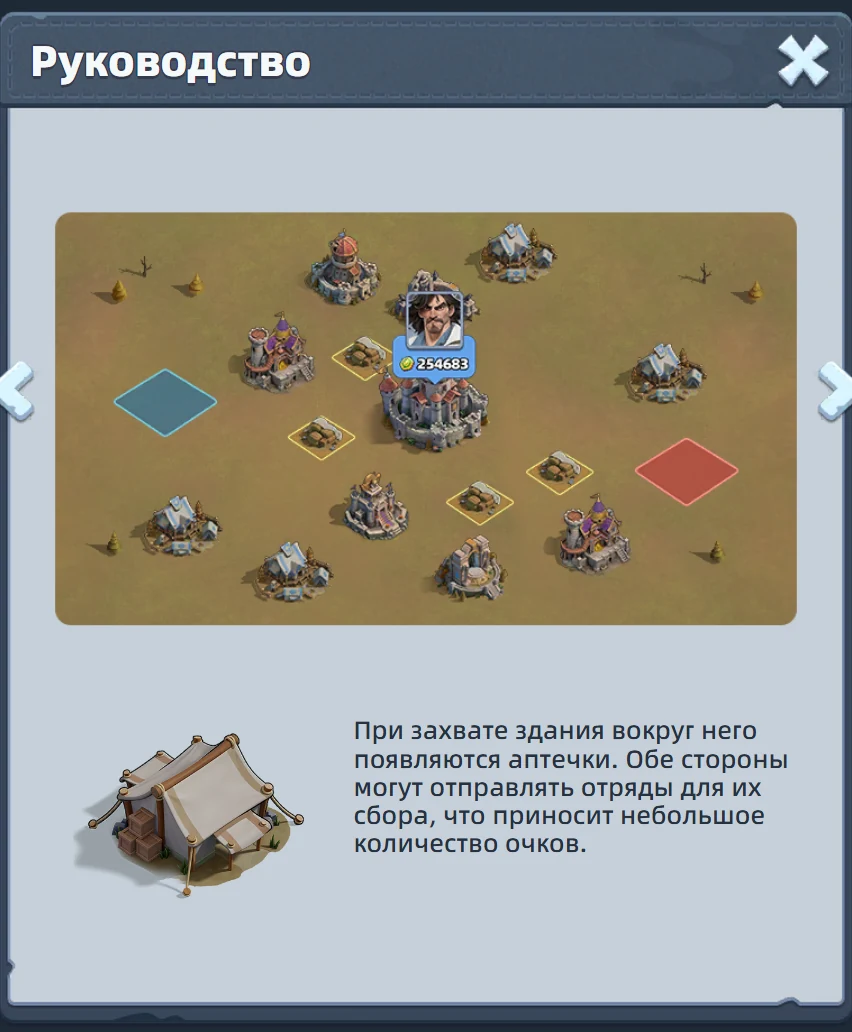 Руководство
254683
При захвате здания вокруг него
появляются аптечки. Обе стороны
могут отправлять отряды для их
сбора, что приносит небольшое
количество очков.